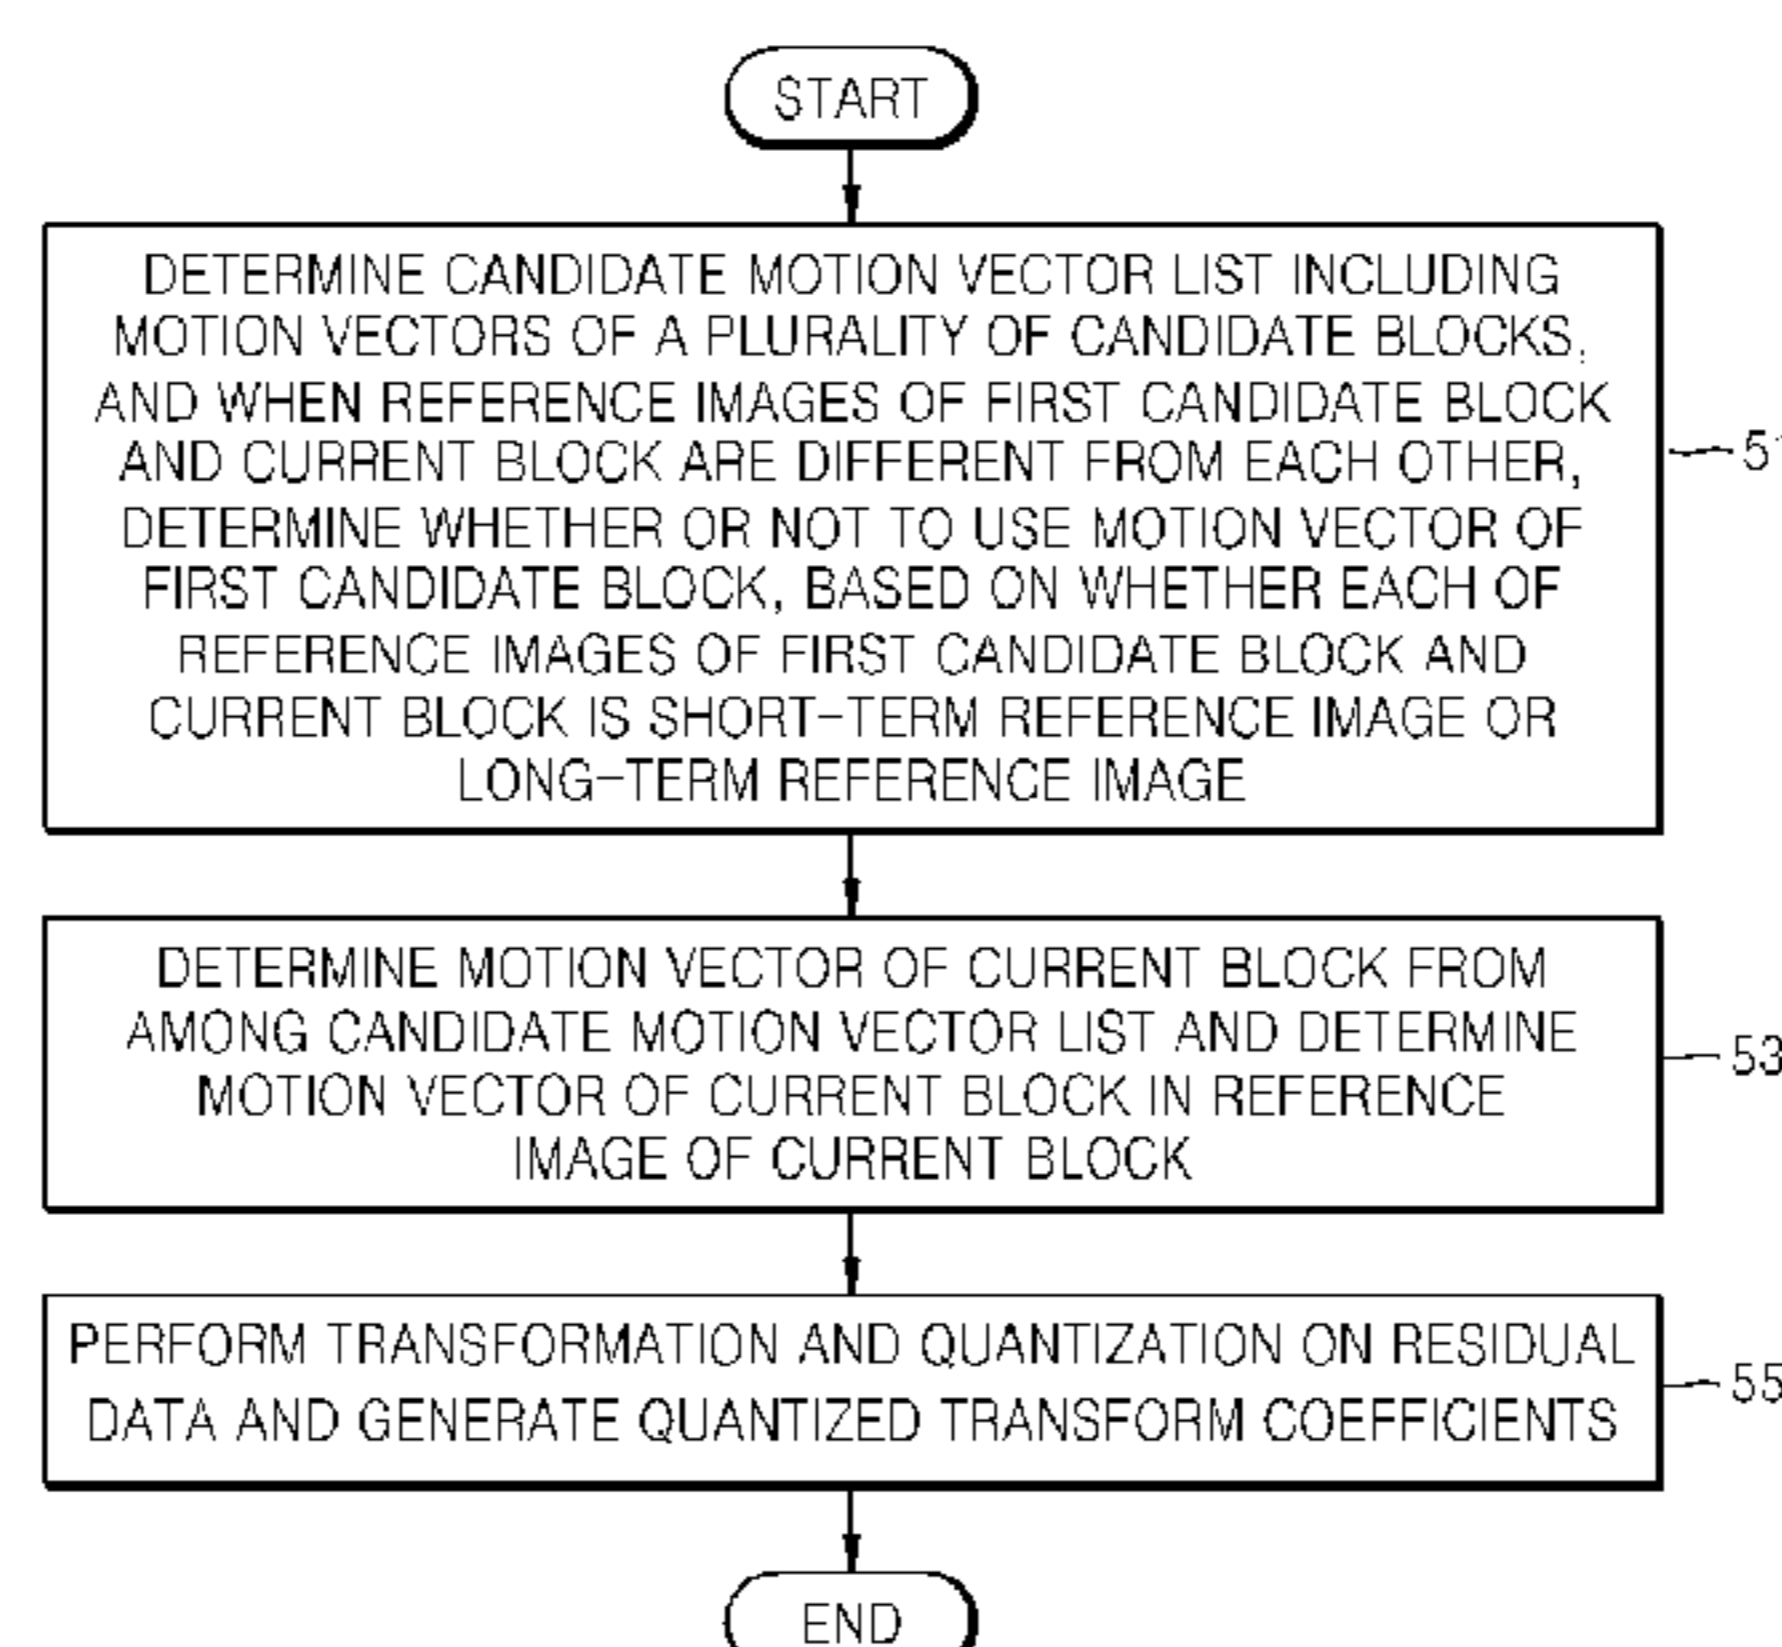 START
DETERMINE CANDIDATE MOTION VECTOR LIST INCLUDING
MOTION VECTORS OF A PLURALITY OF CANDIDATE BLOCKS,
AND WHEN REFERENCE IMAGES OF FIRST CANDIDATE BLOCK
AND CURRENT BLOCK ARE DIFFERENT FROM EACH OTHER,
DETERMINE WHETHER OR NOT TO USE MOTION VECTOR OF
FIRST CANDIDATE BLOCK, BASED ON WHETHER EACH OF
REFERENCE IMAGES OF FIRST CANDIDATE BLOCK AND
CURRENT BLOCK IS SHORT-TERM REFERENCE IMAGE OR
LONG-TERM REFERENCE IMAGE
51
DETERMINE MOTION VECTOR OF CURRENT BLOCK FROM
AMONG CANDIDATE MOTION VECTOR LIST AND DETERMINE
MOTION VECTOR OF CURRENT BLOCK IN REFERENCE
IMAGE OF CURRENT BLOCK
53
PERFORM TRANSFORMATION AND QUANTIZATION ON RESIDUAL
DATA AND GENERATE QUANTIZED TRANSFORM COEFFICIENTS
55
END